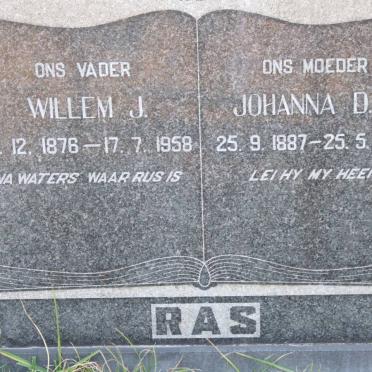 ONS VADER
WILLEM J.
12. 1876 — 17. 7. 1958
WATERS WAAR RUS IS
ONS MOEDER
JOHANNA D.
25. 9. 1887 — 25. 5.
LEI HY MY
RAS